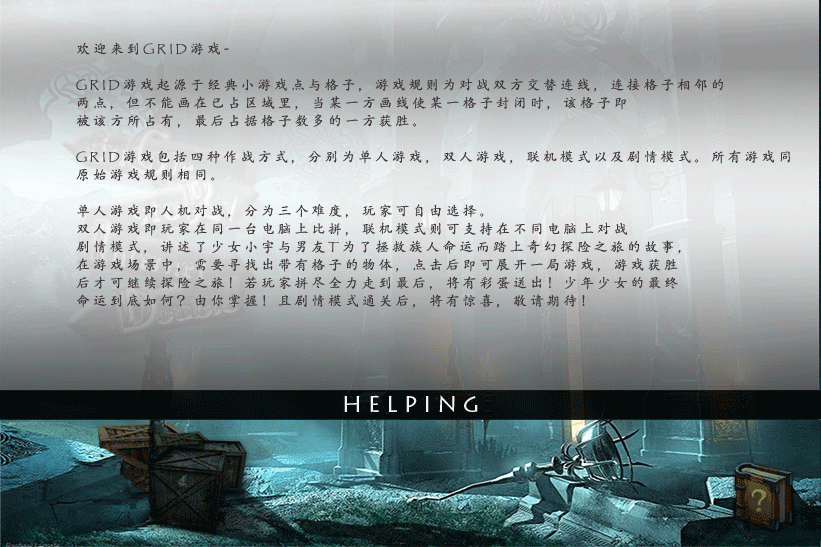 欢迎来到GRID游戏~
GRID游戏起源于经典小游戏点与格子，游戏规则为对战双方交替连线，连接格子相邻的
两点，但不能画在已占区域里，当某一方画线使某一格子封闭时，该格子即
被该方所占有，最后占据格子数多的一方获胜。
GRID游戏包括四种作战方式，分别为单人游戏，双人游戏，联机模式以及剧情模式。所有游戏同
原始游戏规则相同。
单人游戏即人机对战，分为三个难度，玩家可自由选择。
双人游戏即玩家在同一台电脑上比拼，联机模式则可支持在不同电脑上对战
剧情模式，讲述了少女小宇与男友丁为了拯救族人命运而踏上奇幻探险之旅的故事，
在游戏场景中，需要寻找出带有格子的物体，点击后即可展开一局游戏，游戏获胜
后才可继续探险之旅！若玩家拼尽全力走到最后，将有彩蛋送出！少年少女的最终
命运到底如何？由你掌握！且剧情模式通关后，将有惊喜，敬请期待！
HELPING
?